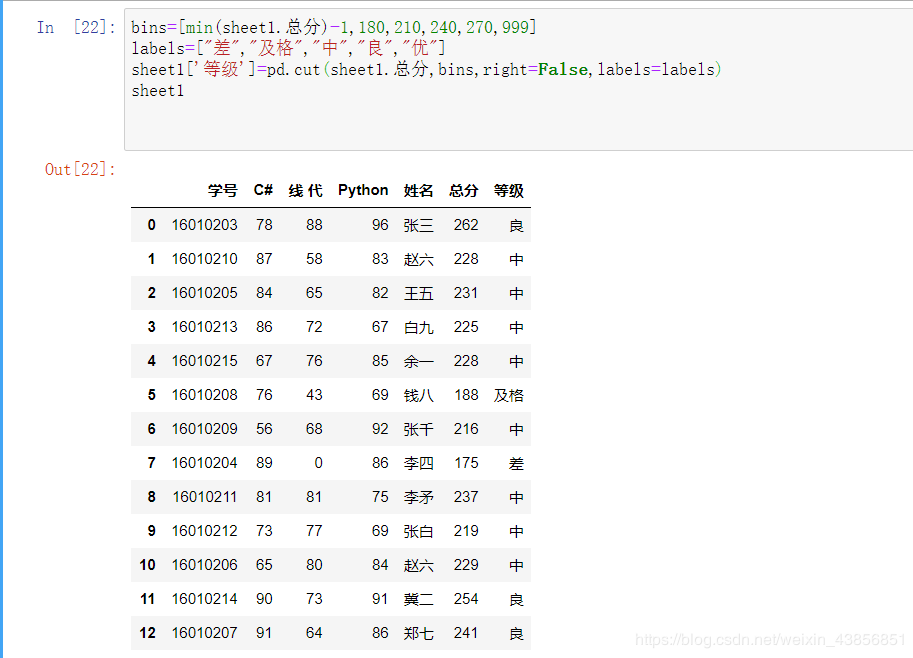 In [22]: bins=[min(sheet1.总分)-1,180,210,240,270,999]
labels=["差","及格","中","良","优"]
sheet1['等级']=pd.cut(sheet1.总分,bins,right=False,labels=labels)
sheet1
Out[22]:
学号 C# 线 代 Python 姓名 总分 等级
0 16010203 78 88 96 张三 262 良
1 16010210 87 58 83 赵六 228 中
2 16010205 84 65 82 王五 231 中
3 16010213 86 72 67 白九 225 中
4 16010215 67 76 85 余一 228 中
5 16010208 76 43 69 钱八 188 及格
6 16010209 56 68 92 张千 216 中
7 16010204 89 0 86 李四 175 差
8 16010211 81 81 75 李矛 237 中
9 16010212 73 77 69 张白 219 中
10 16010206 65 80 84 赵六 229 中
11 16010214 90 73 91 冀二 254 良
12 16010207 91 64 86 郑七 241 良
https://blog.csdn.net/weixin_43856851